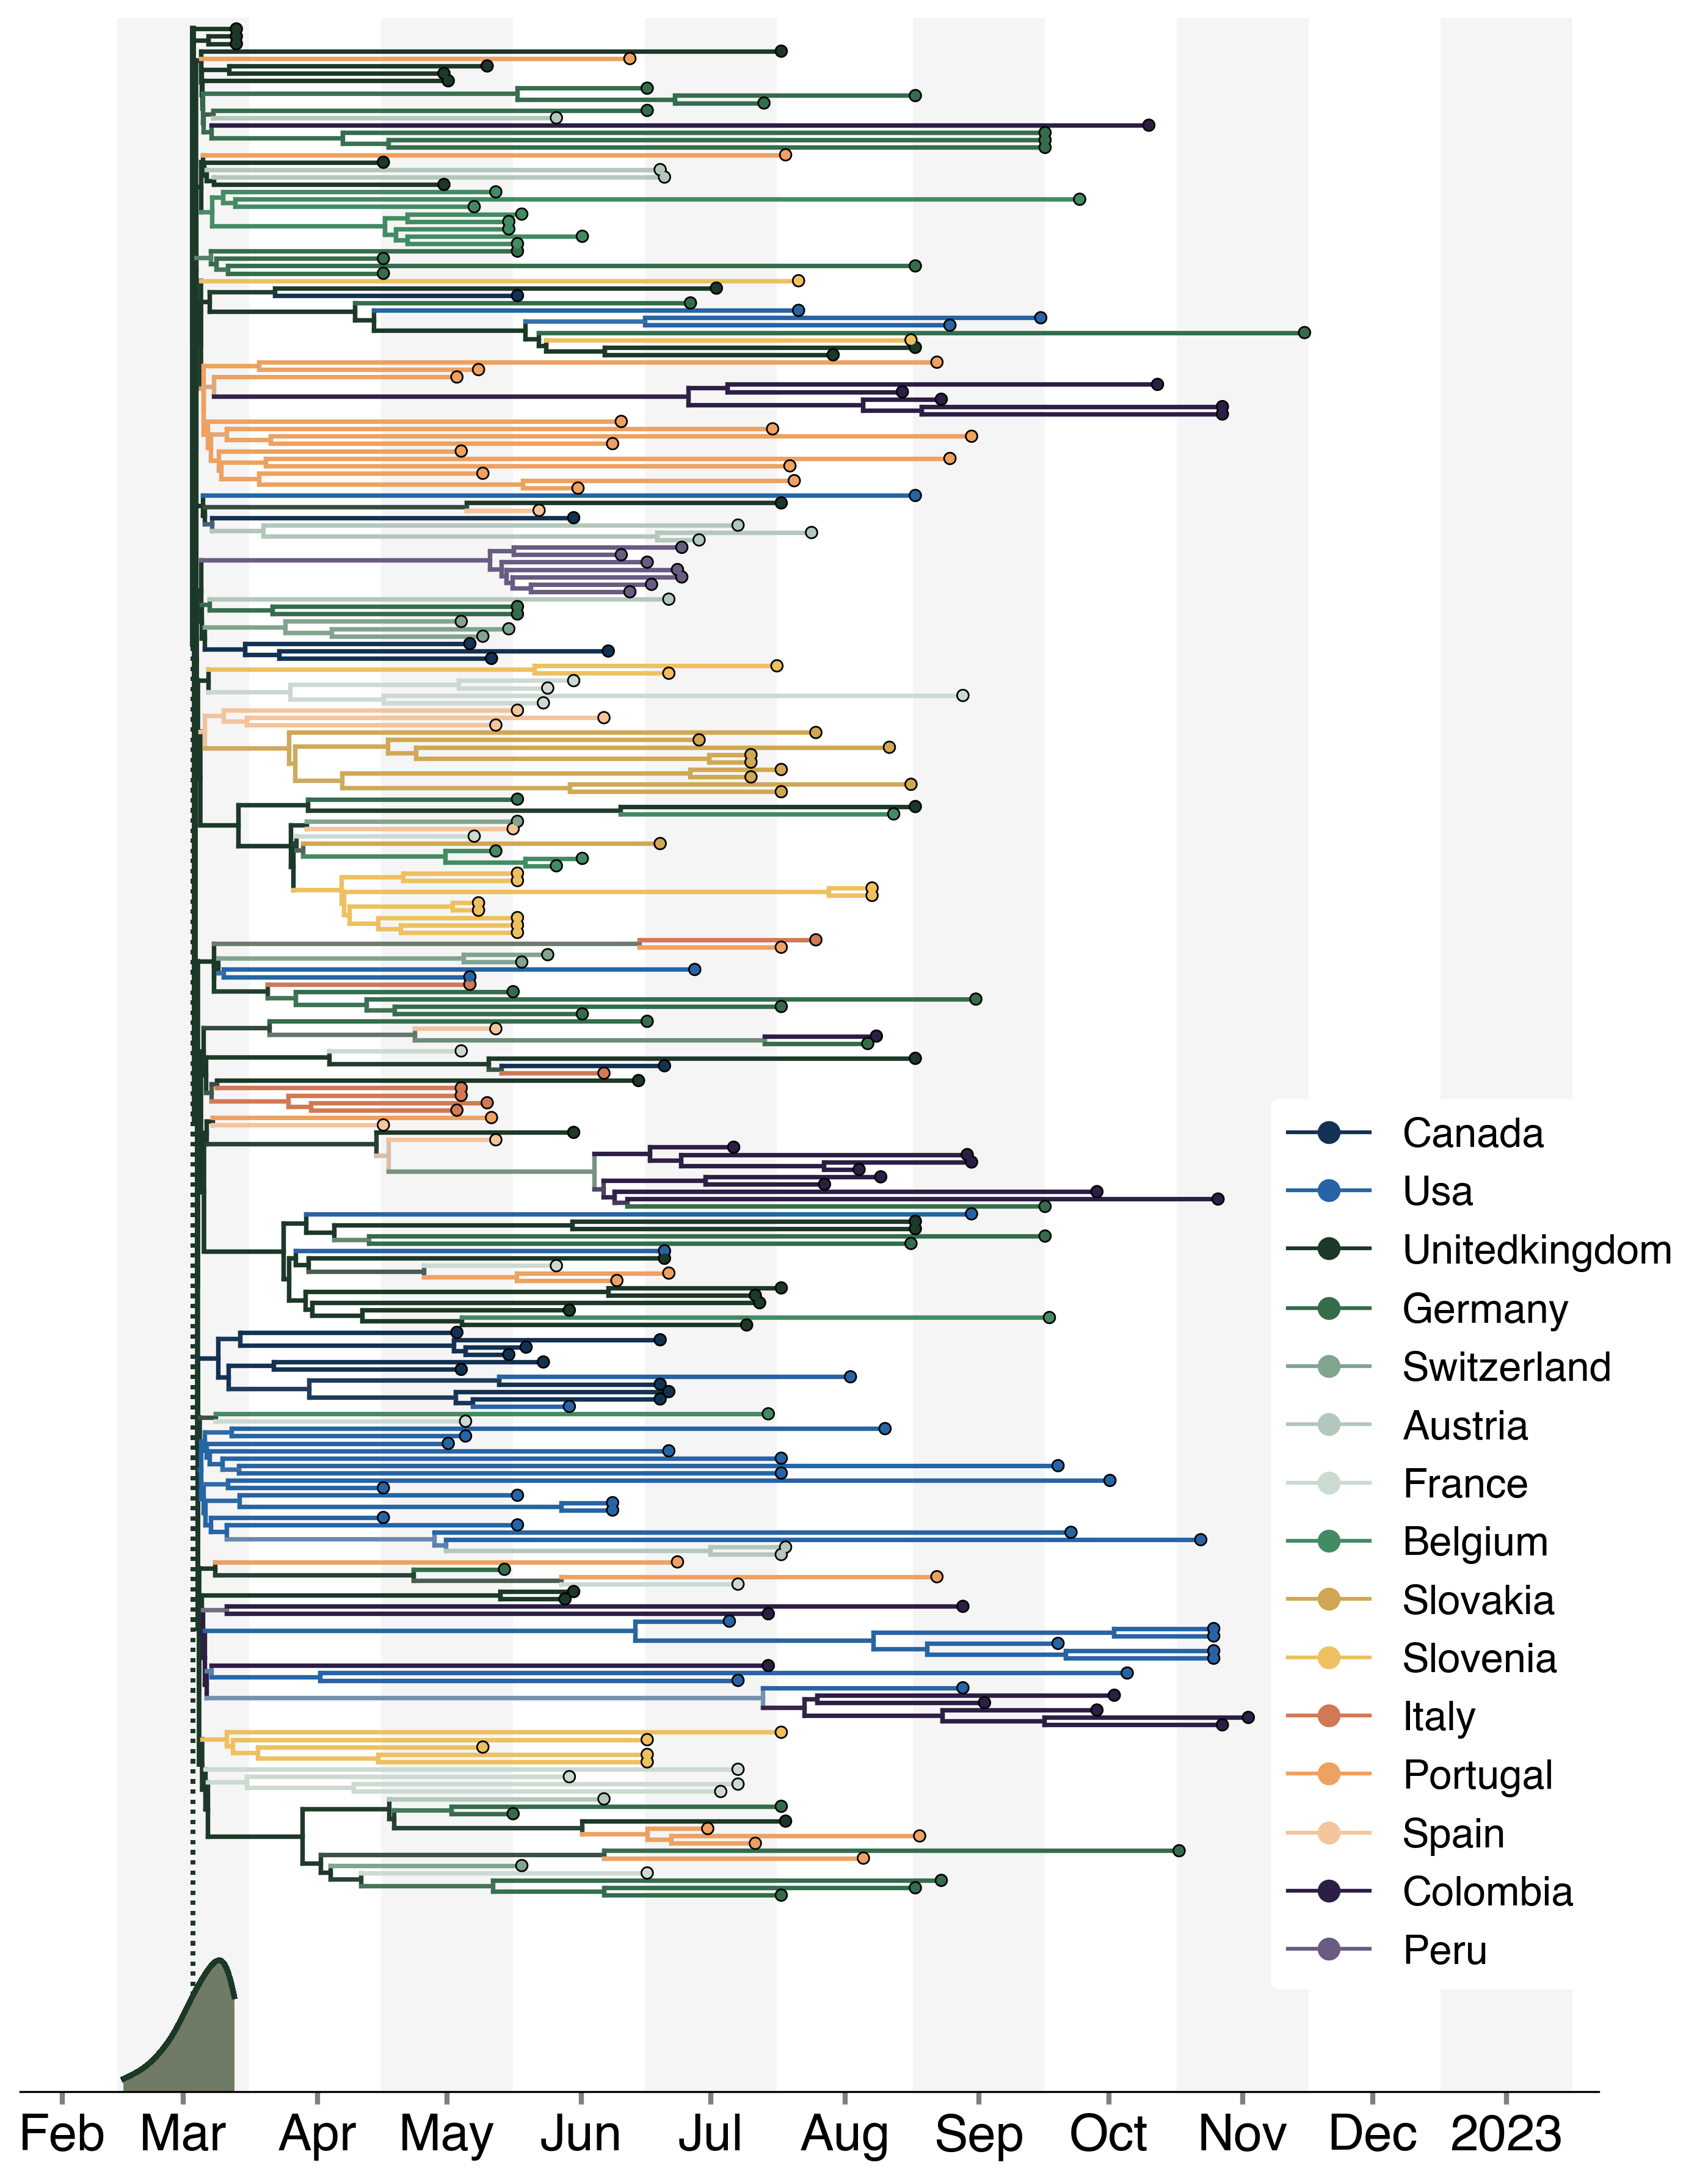 Canada
Usa
Unitedkingdom
Germany
Switzerland
Austria
France
Belgium
Slovakia
Slovenia
Italy
Portugal
Spain
Colombia
Peru
Feb Mar Apr May Jun Jul Aug Sep Oct Nov Dec 2023